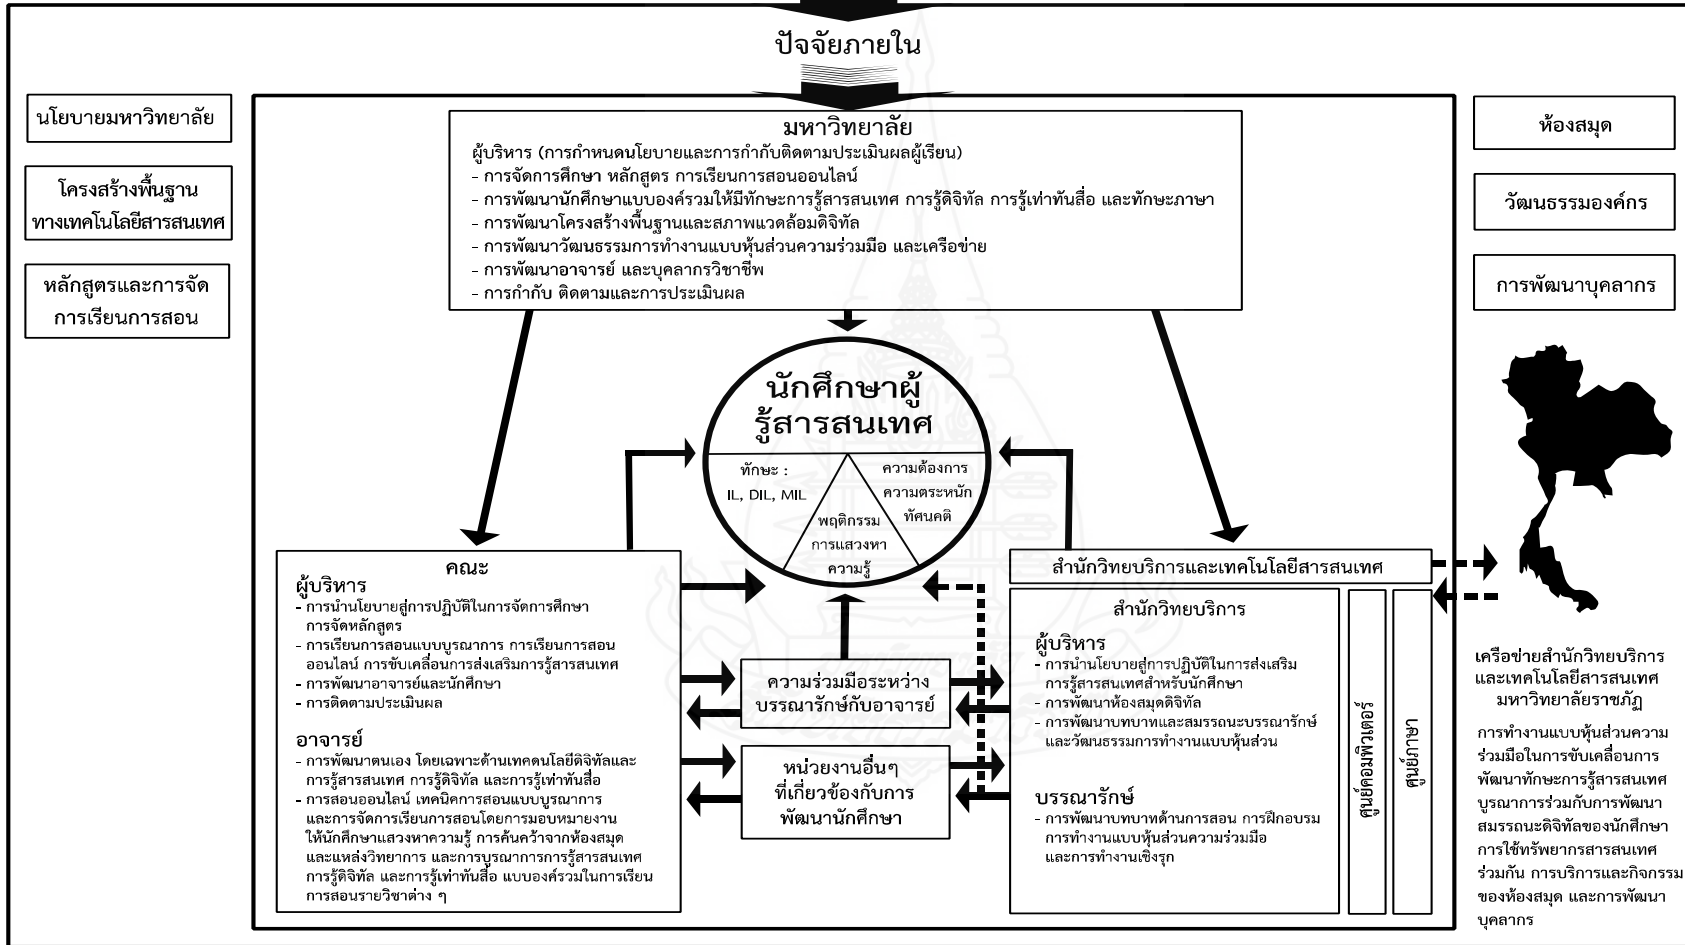 ปัจจัยภายใน
นโยบายมหาวิทยาลัย
โครงสร้างพื้นฐาน
ทางเทคโนโลยีสารสนเทศ
หลักสูตรและการจัด
การเรียนการสอน
มหาวิทยาลัย
ผู้บริหาร (การกำหนดนโยบายและการกำกับติดตามประเมินผลผู้เรียน)
- การจัดการศึกษา หลักสูตร การเรียนการสอนออนไลน์
- การพัฒนานักศึกษาแบบองค์รวมให้มีทักษะการรู้สารสนเทศ การรู้ดิจิทัล การรู้เท่าทันสื่อ และทักษะภาษา
- การพัฒนาโครงสร้างพื้นฐานและสภาพแวดล้อมดิจิทัล
- การพัฒนาวัฒนธรรมการทำงานแบบหุ้นส่วนความร่วมมือ และเครือข่าย
- การพัฒนาอาจารย์ และบุคลากรวิชาชีพ
- การกำกับ ติดตามและการประเมินผล
ห้องสมุด
วัฒนธรรมองค์กร
การพัฒนาบุคลากร
นักศึกษาผู้
รู้สารสนเทศ
ทักษะ :
IL, DIL, MIL
พฤติกรรม
การแสวงหา
ความรู้
ความต้องการ
ความตระหนัก
ทัศนคติ
คณะ
ผู้บริหาร
- การนำนโยบายสู่การปฏิบัติในการจัดการศึกษา
การจัดหลักสูตร
- การเรียนการสอนแบบบูรณาการ การเรียนการสอน
ออนไลน์ การขับเคลื่อนการส่งเสริมการรู้สารสนเทศ
- การพัฒนาอาจารย์และนักศึกษา
- การติดตามประเมินผล
อาจารย์
- การพัฒนาตนเอง โดยเฉพาะด้านเทคดนโลยีดิจิทัลและ
การรู้สารสนเทศ การรู้ดิจิทัล และการรู้เท่าทันสื่อ
- การสอนออนไลน์ เทคนิคการสอนแบบบูรณาการ
และการจัดการเรียนการสอนโดยการมอบหมายงาน
ให้นักศึกษาแสวงหาความรู้ การค้นคว้าจากห้องสมุด
และแหล่งวิทยาการ และการบูรณาการการรู้สารสนเทศ
การรู้ดิจิทัล และการรู้เท่าทันสื่อ แบบองค์รวมในการเรียน
การสอนรายวิชาต่าง ๆ
ความร่วมมือระหว่าง
บรรณารักษ์กับอาจารย์
หน่วยงานอื่นๆ
ที่เกี่ยวข้องกับการ
พัฒนานักศึกษา
สำนักวิทยบริการและเทคโนโลยีสารสนเทศ
สำนักวิทยบริการ
ผู้บริหาร
- การนำนโยบายสู่การปฏิบัติในการส่งเสริม
การรู้สารสนเทศสำหรับนักศึกษา
- การพัฒนาห้องสมุดดิจิทัล
- การพัฒนาบทบาทและสมรรถนะบรรณารักษ์
และวัฒนธรรมการทำงานแบบหุ้นส่วน
บรรณารักษ์
- การพัฒนาบทบาทด้านการสอน การฝึกอบรม
การทำงานแบบหุ้นส่วนความร่วมมือ
และการทำงานเชิงรุก
ศูนย์คอมพิวเตอร์
ศูนย์ภาษา
เครือข่ายสำนักวิทยบริการ
และเทคโนโลยีสารสนเทศ
มหาวิทยาลัยราชภัฏ
การทำงานแบบหุ้นส่วนความ
ร่วมมือในการขับเคลื่อนการ
พัฒนาทักษะการรู้สารสนเทศ
บูรณาการร่วมกับการพัฒนา
สมรรถนะดิจิทัลของนักศึกษา
การใช้ทรัพยากรสารสนเทศ
ร่วมกัน การบริการและกิจกรรม
ของห้องสมุด และการพัฒนา
บุคลากร